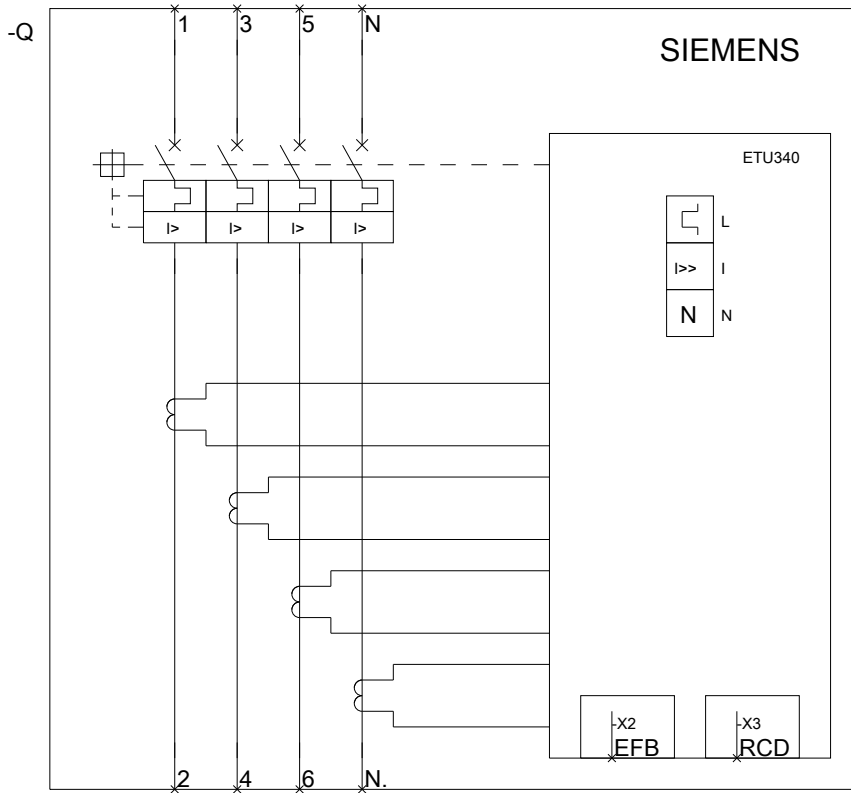 -Q
1 3 5 N
SIEMENS
ETU340
L
I> I> I> I>
I>> I
N N
-X2 -X3
EFB RCD
2 4 6 N.